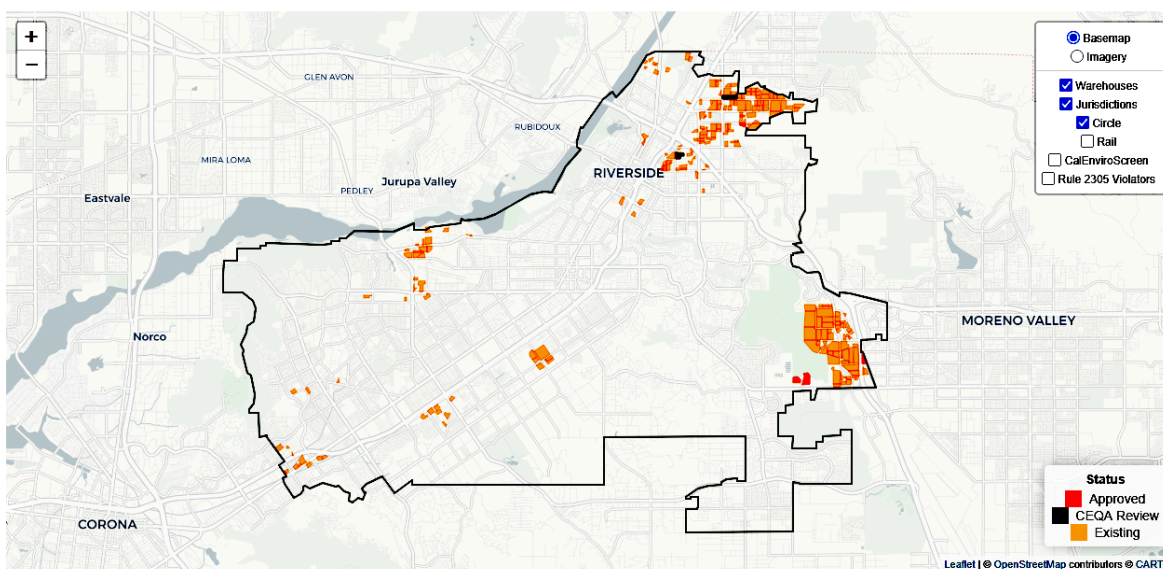 +
−
GLEN AVON
RUBIDOUX
MIRA LOMA
RIVERSIDE
PEDLEY
Jurupa Valley
Eastvale
MORENO VALLEY
Norco
CORONA
Basemap
Imagery
Warehouses
Jurisdictions
Circle
Rail
CalEnviroScreen
Rule 2305 Violators
Status
Approved
CEQA Review
Existing
Leaflet | © OpenStreetMap contributors © CART